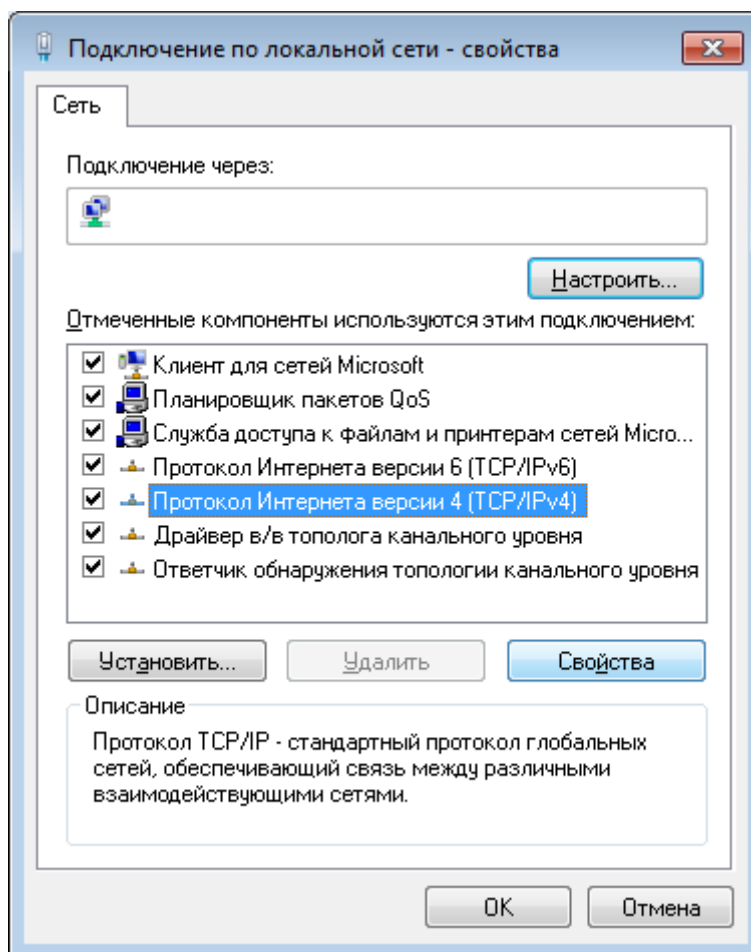 Подключение по локальной сети - свойства
Сеть
Подключение через:
Настроить...
Отмеченные компоненты используются этим подключением:
Клиент для сетей Microsoft
Планировщик пакетов QoS
Служба доступа к файлам и принтерам сетей Micro...
Протокол Интернета версии 6 (TCP/IPv6)
Протокол Интернета версии 4 (TCP/IPv4)
Драйвер в/в тополога канального уровня
Ответчик обнаружения топологии канального уровня
Установить... Удалить Свойства
Описание
Протокол TCP/IP - стандартный протокол глобальных
сетей, обеспечивающий связь между различными
взаимодействующими сетями.
OK Отмена